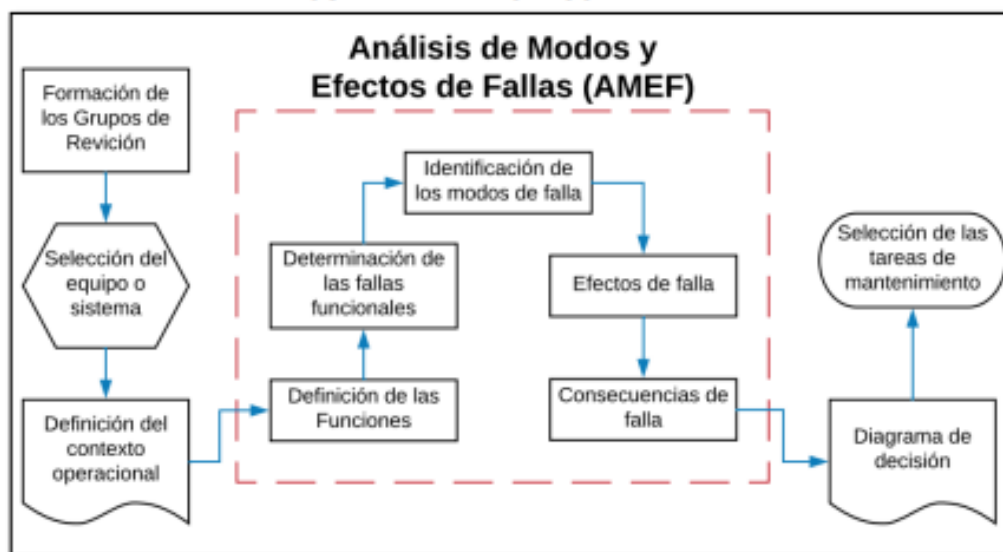 Análisis de Modos y
Efectos de Fallas (AMEF)
Formación de
los Grupos de
Revición
Selección del
equipo o
sistema
Definición del
contexto
operacional
Definición de las
Funciones
Determinación de
las fallas
funcionales
Identificación de
los modos de falla
Efectos de falla
Consecuencias de
falla
Diagrama de
decisión
Selección de las
tareas de
mantenimiento